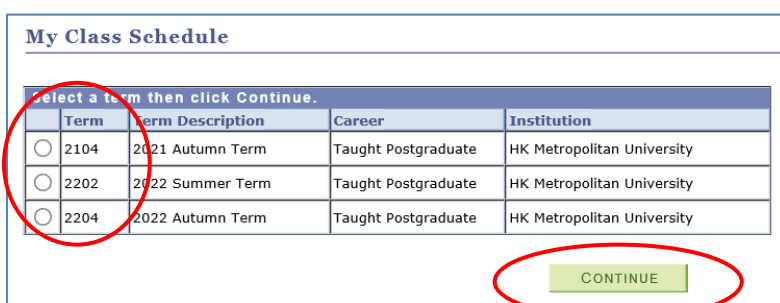 My Class Schedule
Select a term then click Continue.
Term Term Description Career Institution
2104 2021 Autumn Term Taught Postgraduate HK Metropolitan University
2202 2022 Summer Term Taught Postgraduate HK Metropolitan University
2204 2022 Autumn Term Taught Postgraduate HK Metropolitan University
CONTINUE